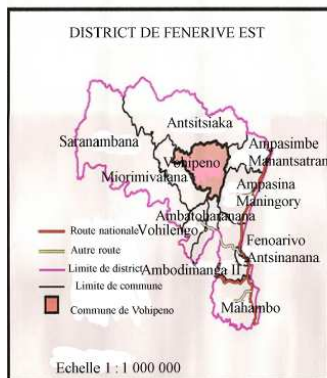 DISTRICT DE FENERIVE EST
Antsitsiaka
Saranambana
Ampasimbe
Manantsatran
Vohipeno
Miorimivalana
Ampasina
Maningory
Ambatoharanana
Vohilengo
Fenoarivo
Antsinanana
Ambodimanga II
Mahambo
Route nationale
Autre route
Limite de district
Limite de commune
Commune de Vohipeno
Echelle 1 : 1 000 000